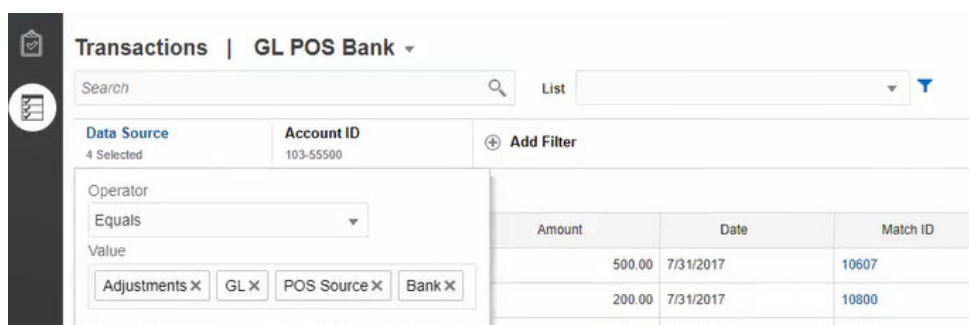 Transactions | GL POS Bank
Search List
Data Source Account ID Add Filter
4 Selected 103-55500
Operator
Equals
Value
Adjustments X GL X POS Source X Bank X
Amount Date Match ID
500.00 7/31/2017 10607
200.00 7/31/2017 10800